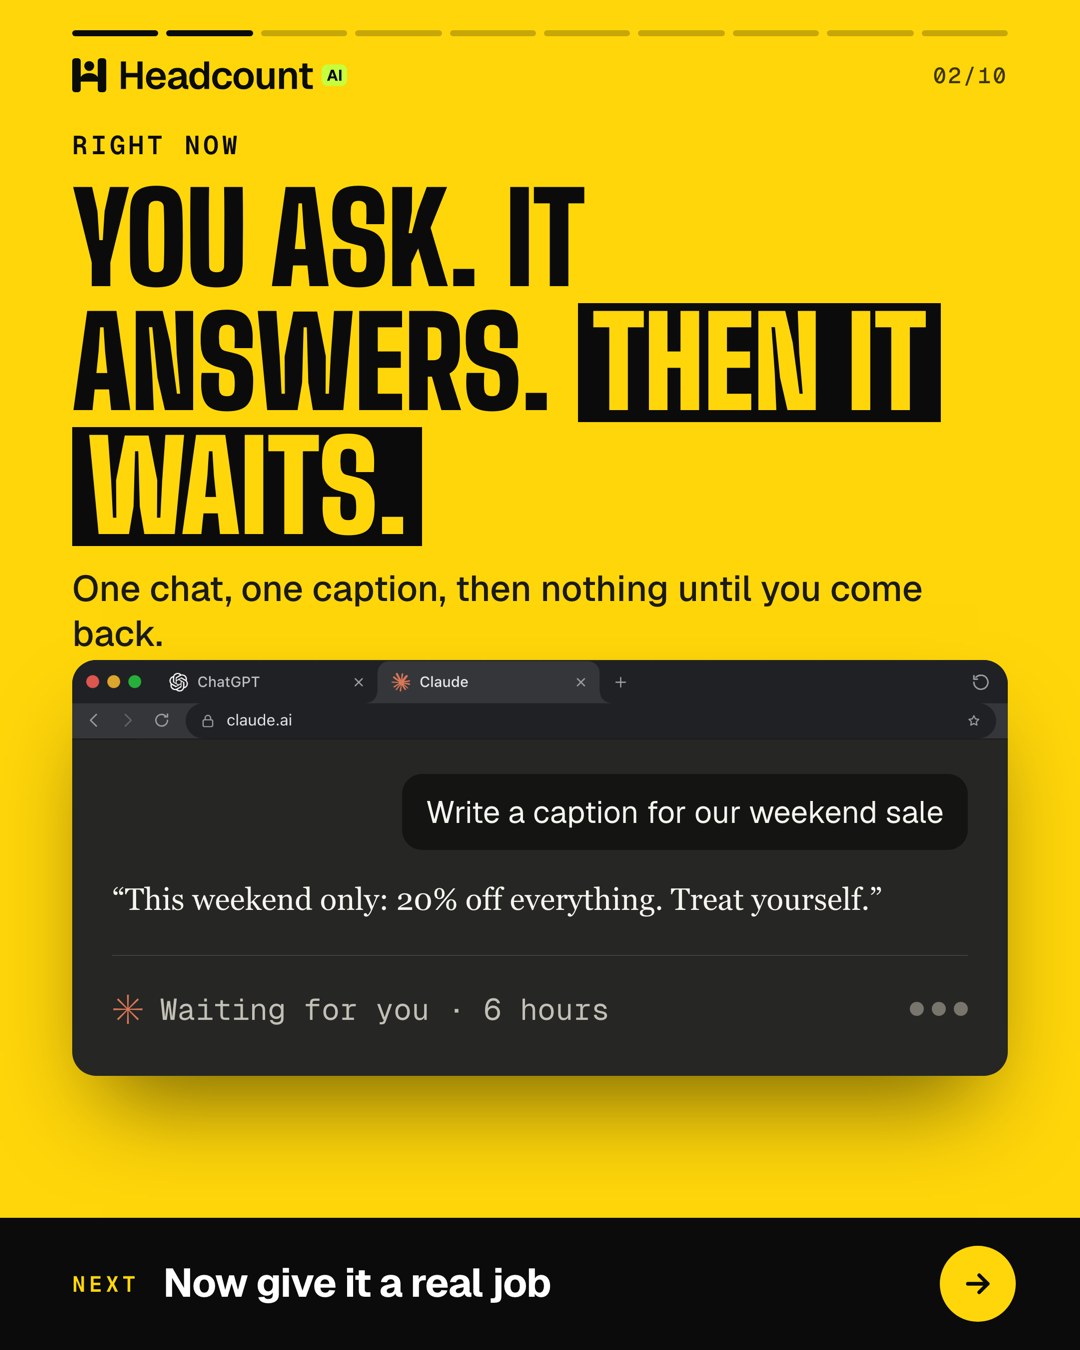 Headcount AI
02/10
RIGHT NOW
YOU ASK. IT
ANSWERS. THEN IT
WAITS.
One chat, one caption, then nothing until you come
back.
ChatGPT
Claude
claude.ai
Write a caption for our weekend sale
“This weekend only: 20% off everything. Treat yourself.”
Waiting for you · 6 hours
NEXT Now give it a real job